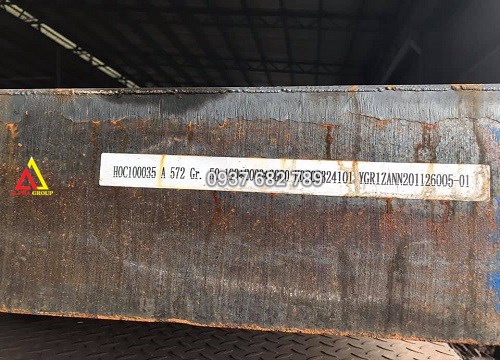 HOC100035 A 572 Gr. YGR1ZANN201126005-01
0937 682 789
GROUP